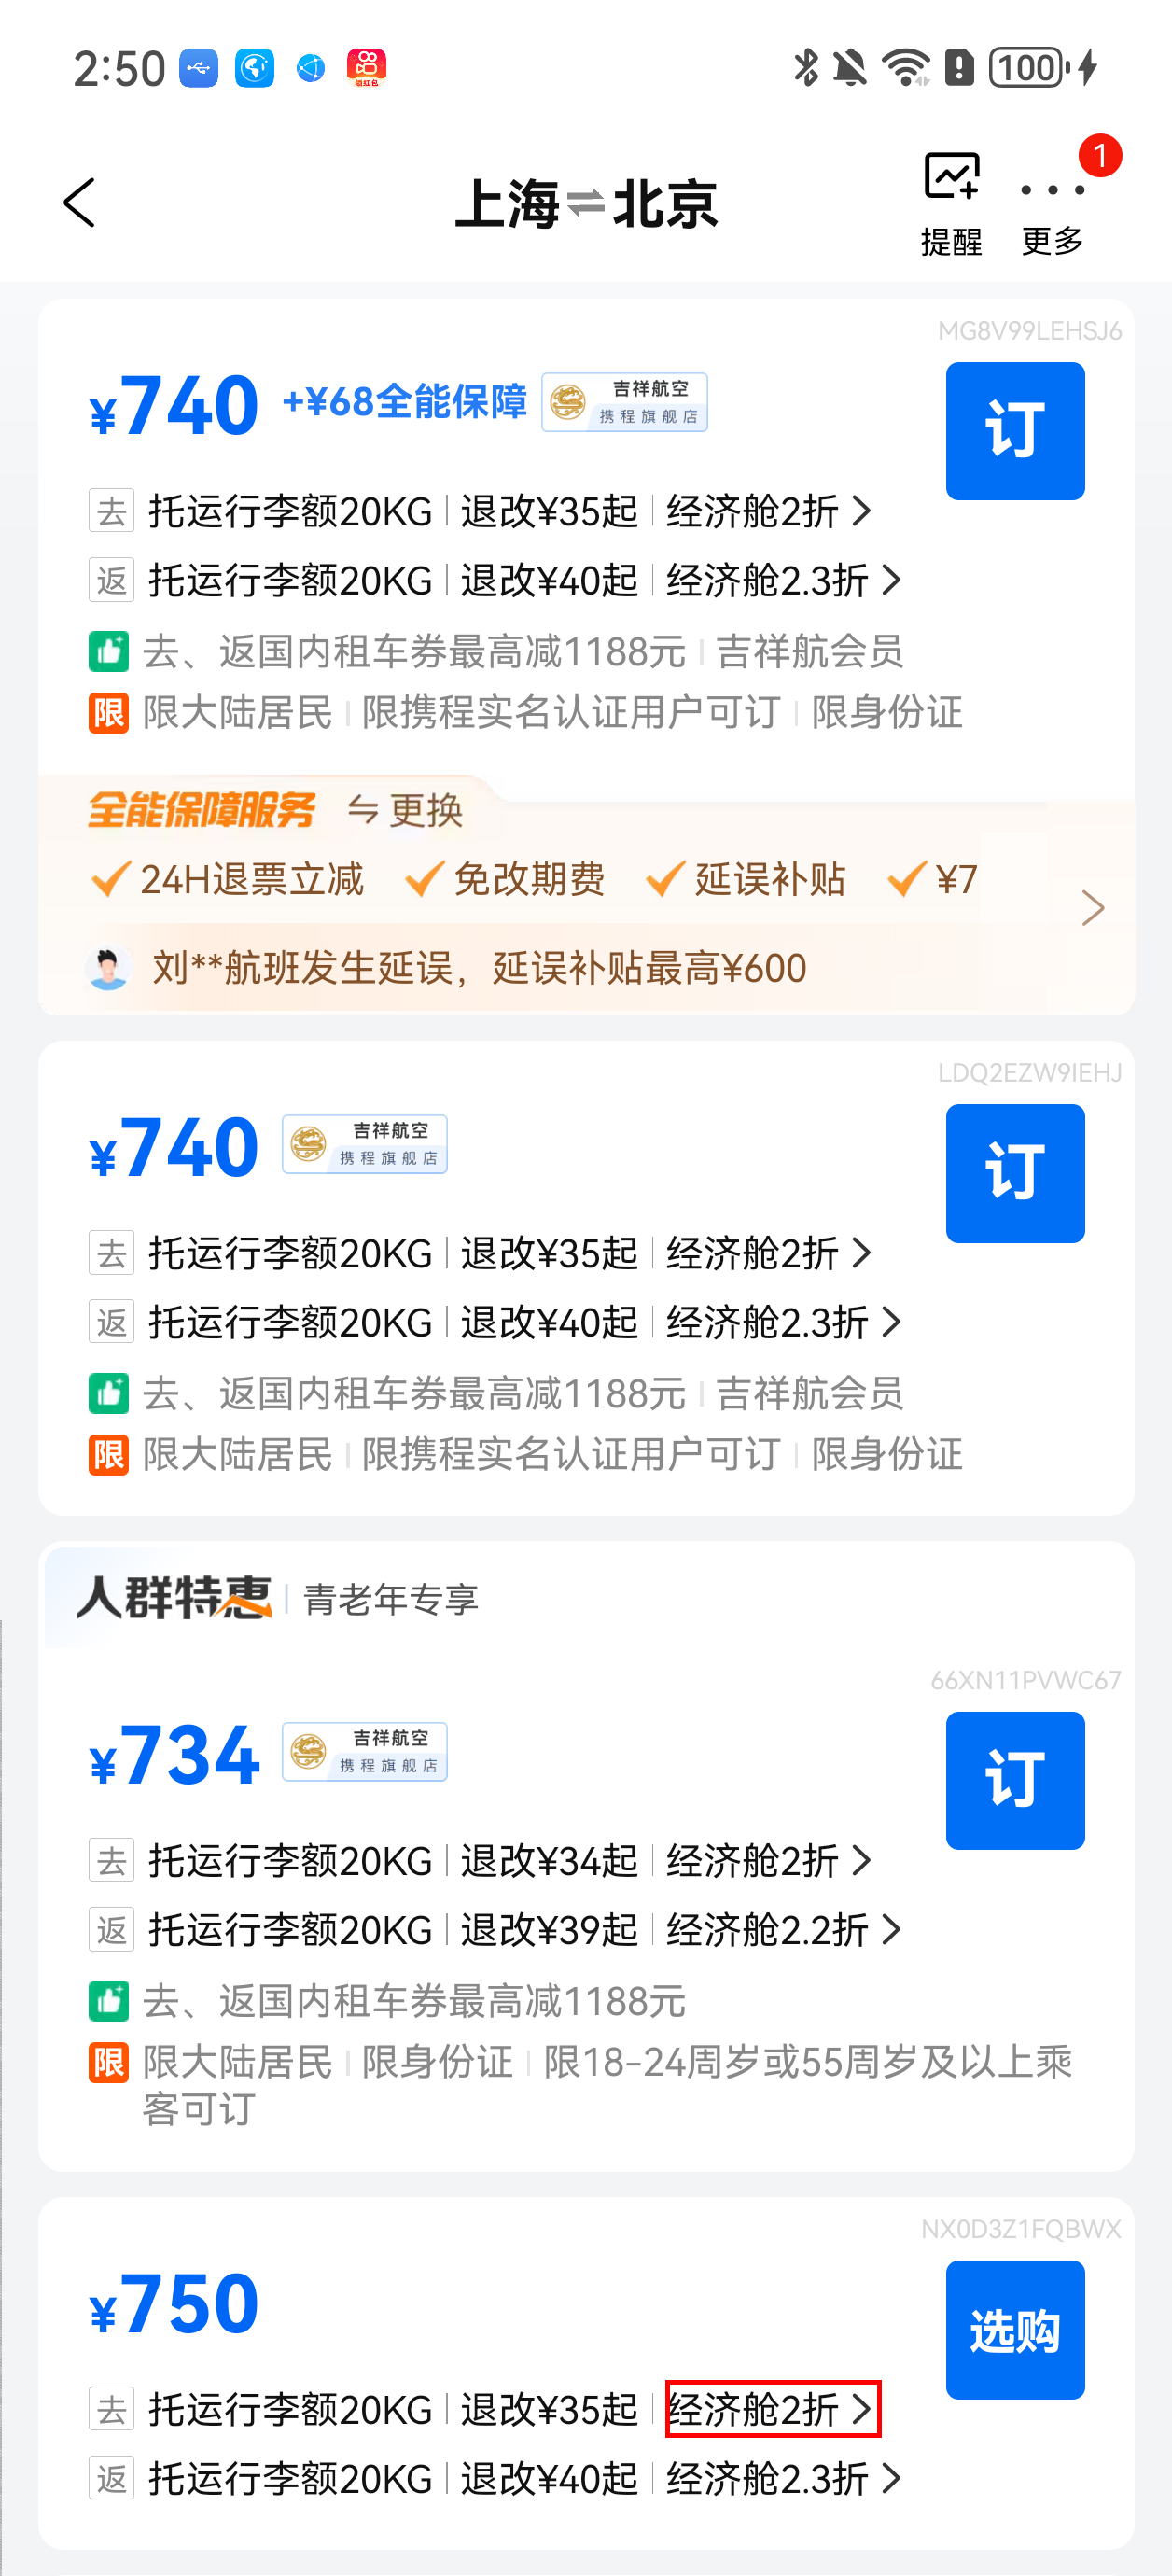 2:50 领红包 100
上海⇌北京 提醒 更多 1
MG8V99LEHSJ6
¥740 +¥68全能保障 吉祥航空 携程旗舰店 订
去 托运行李额20KG 退改¥35起 经济舱2折 >
返 托运行李额20KG 退改¥40起 经济舱2.3折 >
去、返国内租车券最高减1188元 吉祥航会员
限 限大陆居民 限携程实名认证用户可订 限身份证
全能保障服务 ⇋更换
24H退票立减 免改期费 延误补贴 ¥7
刘**航班发生延误，延误补贴最高¥600
LDQ2EZW9IEHJ
¥740 吉祥航空 携程旗舰店 订
去 托运行李额20KG 退改¥35起 经济舱2折 >
返 托运行李额20KG 退改¥40起 经济舱2.3折 >
去、返国内租车券最高减1188元 吉祥航会员
限 限大陆居民 限携程实名认证用户可订 限身份证
人群特惠 青老年专享
66XN11PVWC67
¥734 吉祥航空 携程旗舰店 订
去 托运行李额20KG 退改¥34起 经济舱2折 >
返 托运行李额20KG 退改¥39起 经济舱2.2折 >
去、返国内租车券最高减1188元
限 限大陆居民 限身份证 限18-24周岁或55周岁及以上乘
客可订
NX0D3Z1FQBWX
¥750 选购
去 托运行李额20KG 退改¥35起 经济舱2折 >
返 托运行李额20KG 退改¥40起 经济舱2.3折 >